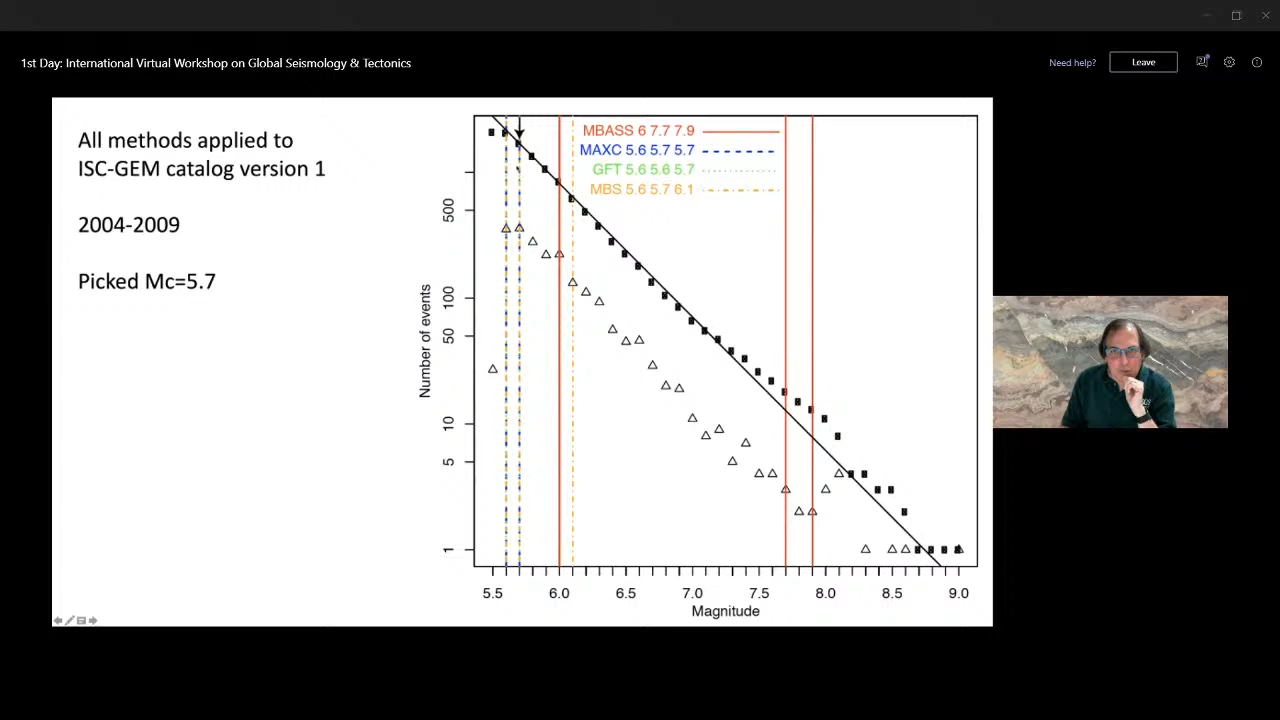 1st Day: International Virtual Workshop on Global Seismology & Tectonics
Need help?
Leave
All methods applied to
ISC-GEM catalog version 1
2004-2009
Picked Mc=5.7
MBASS 6 7.7 7.9
MAXC 5.6 5.7 5.7
GFT 5.6 5.6 5.7
MBS 5.6 5.7 6.1
Number of events
500
100
50
10
5
1
5.5 6.0 6.5 7.0 7.5 8.0 8.5 9.0
Magnitude